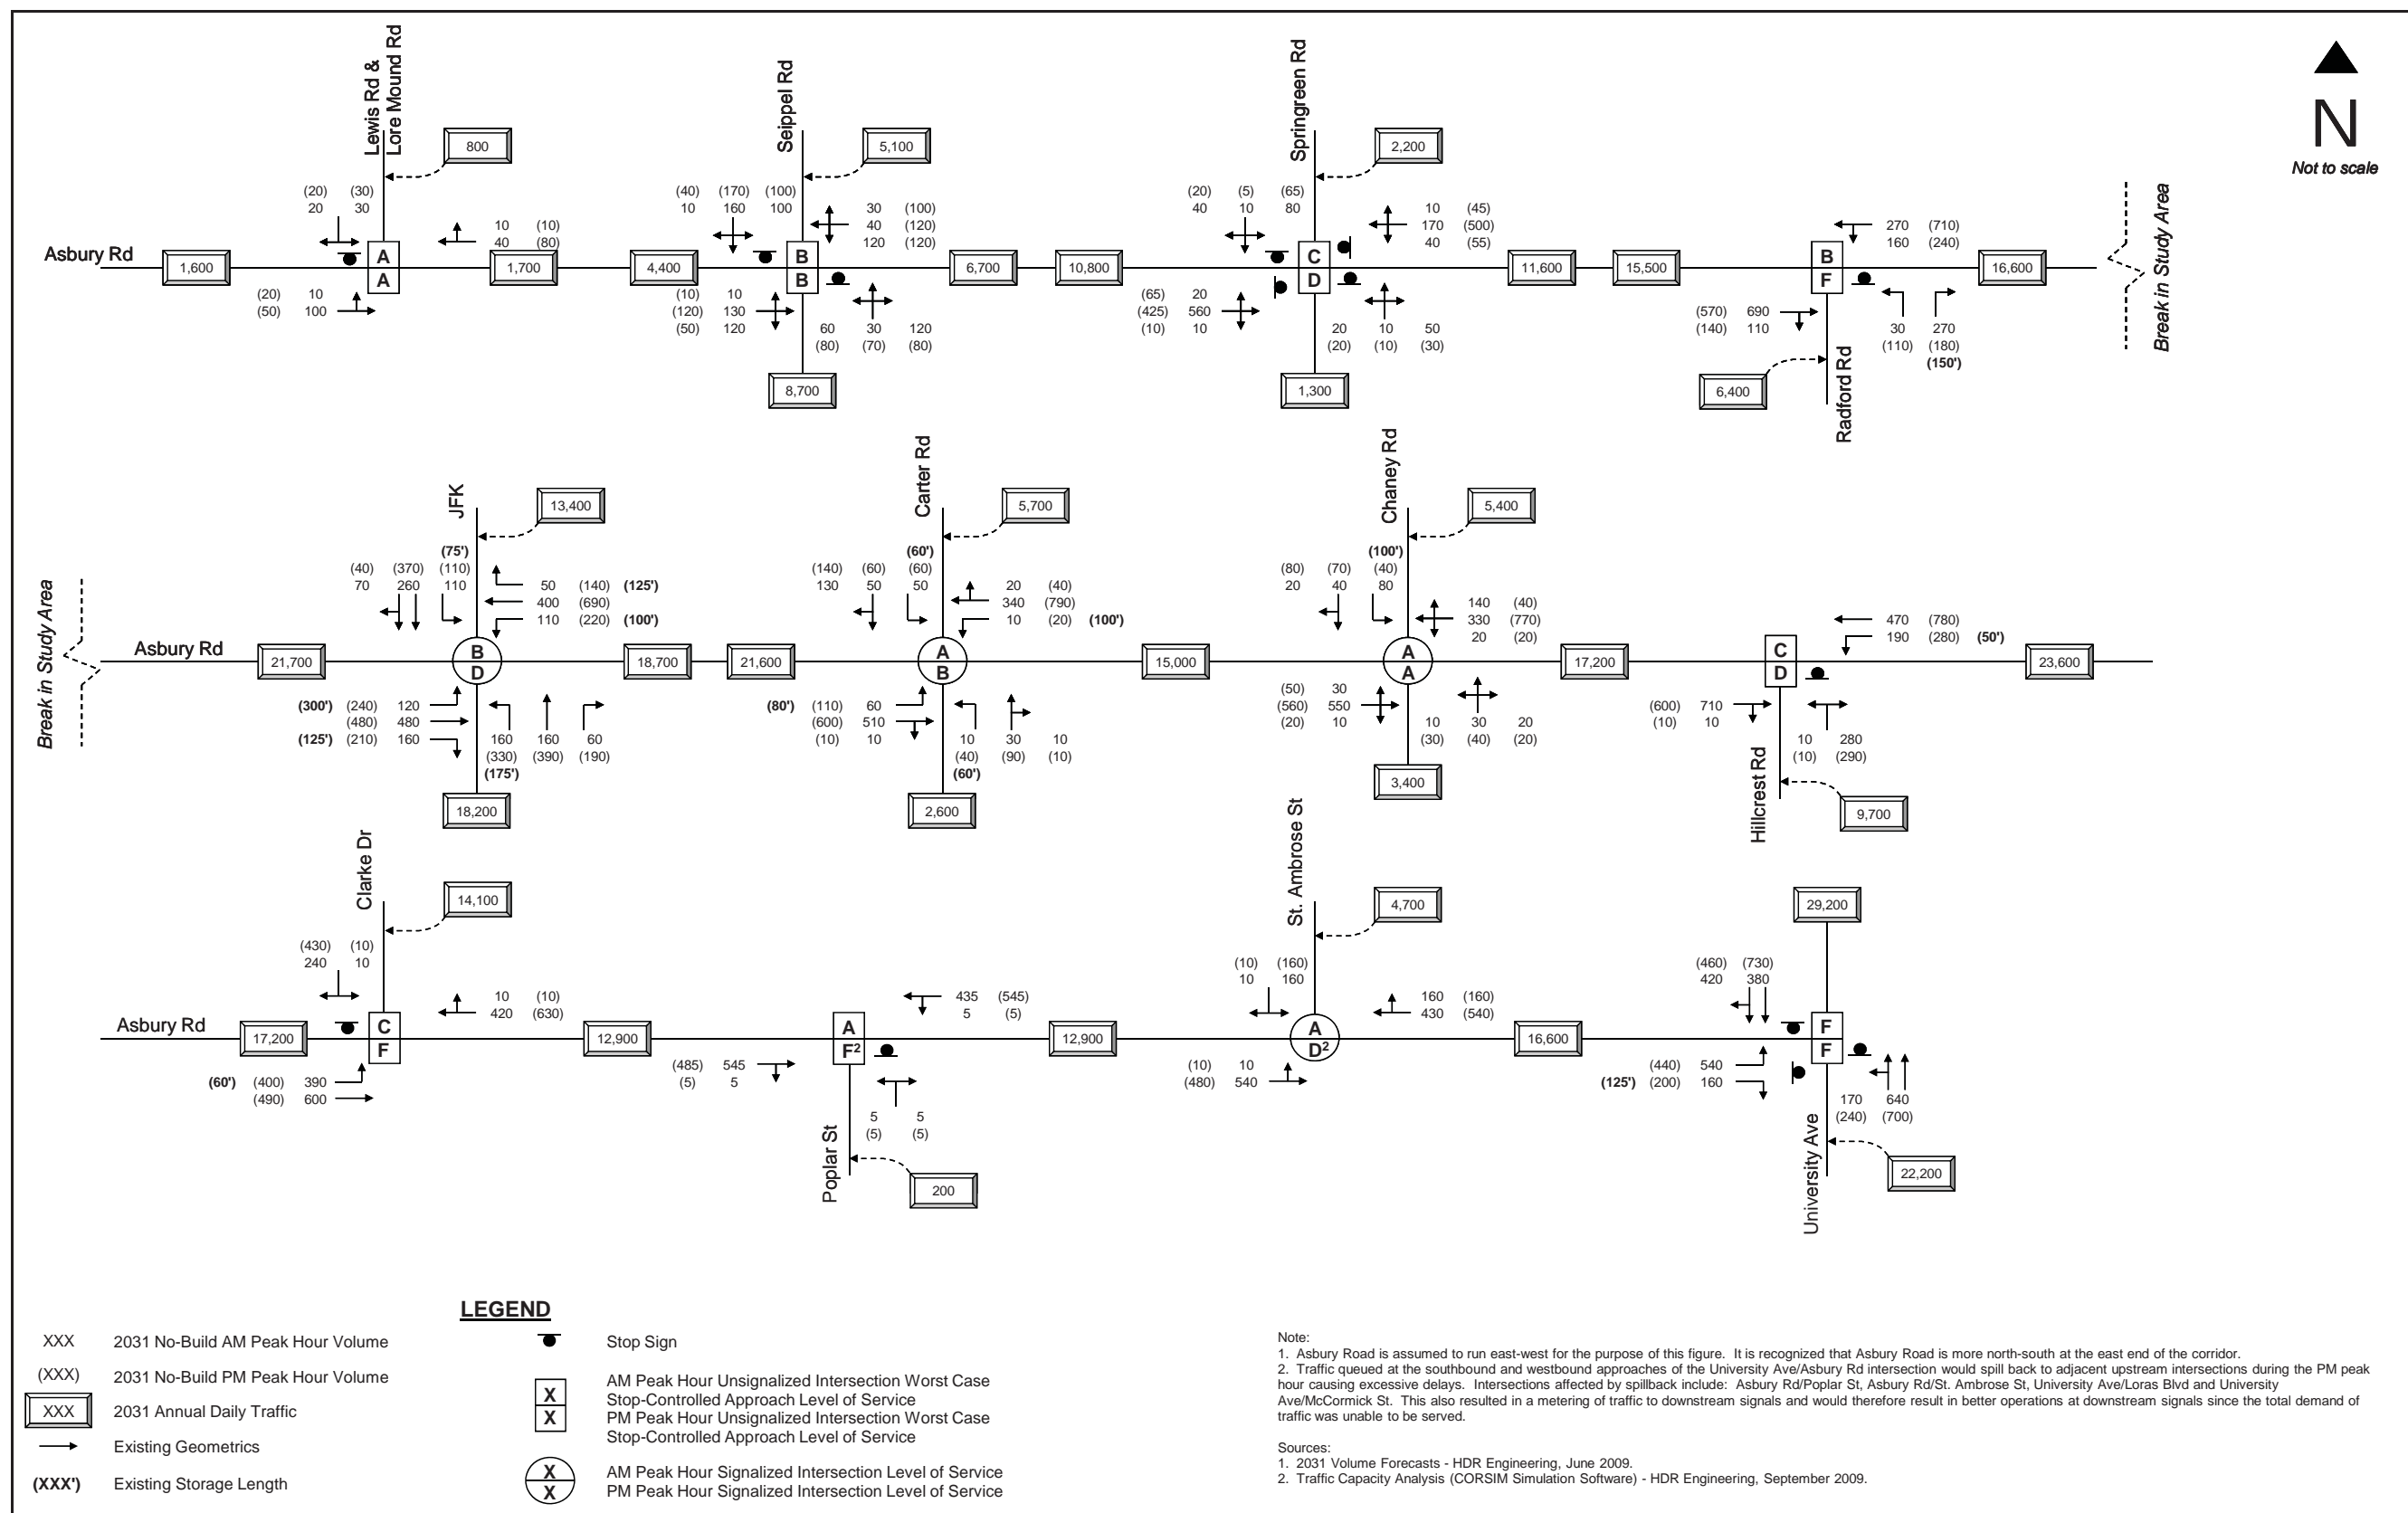 Lewis Rd &
Lore Mound Rd
800
(20) (30)
20 30
10 (10)
40 (80)
Asbury Rd
1,600
A
A
1,700
(20) 10
(50) 100
Seippel Rd
5,100
(40) (170) (100)
10 160 100
30 (100)
40 (120)
120 (120)
4,400
B
B
6,700
(10) 10
(120) 130
(50) 120
60 30 120
(80) (70) (80)
8,700
Springreen Rd
2,200
(20) (5) (65)
40 10 80
10 (45)
170 (500)
40 (55)
10,800
C
D
11,600
(65) 20
(425) 560
(10) 10
20 10 50
(20) (10) (30)
1,300
270 (710)
160 (240)
15,500
B
F
16,600
(570) 690
(140) 110
30 270
(110) (180)
(150')
6,400
Radford Rd
Break in Study Area
N
Not to scale
Break in Study Area
Asbury Rd
21,700
JFK
13,400
(75')
(40) (370) (110)
70 260 110
50 (140) (125')
400 (690)
110 (220) (100')
B
D
18,700
(300') (240) 120
(480) 480
(125') (210) 160
160 160 60
(330) (390) (190)
(175')
18,200
Carter Rd
5,700
(60')
(140) (60) (60)
130 50 50
20 (40)
340 (790)
10 (20) (100')
21,600
A
B
15,000
(80') (110) 60
(600) 510
(10) 10
10 30 10
(40) (90) (10)
(60')
2,600
Chaney Rd
5,400
(100')
(80) (70) (40)
20 40 80
140 (40)
330 (770)
20 (20)
A
A
17,200
(50) 30
(560) 550
(20) 10
10 30 20
(30) (40) (20)
3,400
470 (780)
190 (280) (50')
C
D
23,600
(600) 710
(10) 10
10 280
(10) (290)
Hillcrest Rd
9,700
Clarke Dr
14,100
(430) (10)
240 10
10 (10)
420 (630)
Asbury Rd
17,200
C
F
12,900
(60') (400) 390
(490) 600
435 (545)
5 (5)
A
F²
12,900
(485) 545
(5) 5
5 5
(5) (5)
Poplar St
200
St. Ambrose St
4,700
(10) (160)
10 160
160 (160)
430 (540)
A
D²
16,600
(10) 10
(480) 540
29,200
(460) (730)
420 380
F
F
(440) 540
(125') (200) 160
170 640
(240) (700)
University Ave
22,200
LEGEND
XXX 2031 No-Build AM Peak Hour Volume
(XXX) 2031 No-Build PM Peak Hour Volume
XXX 2031 Annual Daily Traffic
Existing Geometrics
(XXX') Existing Storage Length
Stop Sign
X
X
AM Peak Hour Unsignalized Intersection Worst Case
Stop-Controlled Approach Level of Service
PM Peak Hour Unsignalized Intersection Worst Case
Stop-Controlled Approach Level of Service
X
X
AM Peak Hour Signalized Intersection Level of Service
PM Peak Hour Signalized Intersection Level of Service
Note:
1. Asbury Road is assumed to run east-west for the purpose of this figure. It is recognized that Asbury Road is more north-south at the east end of the corridor.
2. Traffic queued at the southbound and westbound approaches of the University Ave/Asbury Rd intersection would spill back to adjacent upstream intersections during the PM peak
hour causing excessive delays. Intersections affected by spillback include: Asbury Rd/Poplar St, Asbury Rd/St. Ambrose St, University Ave/Loras Blvd and University
Ave/McCormick St. This also resulted in a metering of traffic to downstream signals and would therefore result in better operations at downstream signals since the total demand of
traffic was unable to be served.
Sources:
1. 2031 Volume Forecasts - HDR Engineering, June 2009.
2. Traffic Capacity Analysis (CORSIM Simulation Software) - HDR Engineering, September 2009.